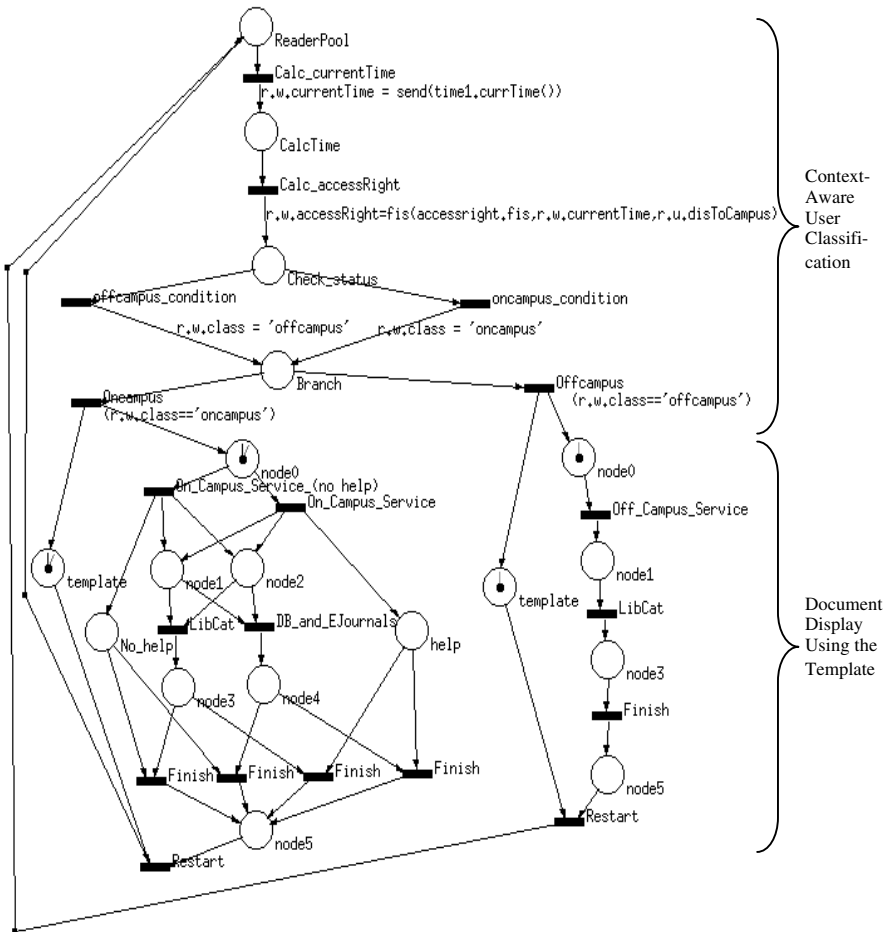 ReaderPool
Calc_currentTime
r.w.currentTime = send(time1.currTime())
CalcTime
Calc_accessRight
r.w.accessRight=fis(accessright.fis,r.w.currentTime,r.u.disToCampus)
Check_status
offcampus_condition
oncampus_condition
r.w.class = 'offcampus'
r.w.class = 'oncampus'
Branch
Oncampus
(r.w.class=='oncampus')
Offcampus
(r.w.class=='offcampus')
Context-
Aware
User
Classifi-
cation
node0
On_Campus_Service_(no help)
On_Campus_Service
node1
node2
template
No_help
LibCat
DB_and_EJournals
help
node3
node4
Finish
Finish
Finish
Finish
node5
Restart
node0
Off_Campus_Service
node1
template
LibCat
node3
Finish
node5
Restart
Document
Display
Using the
Template